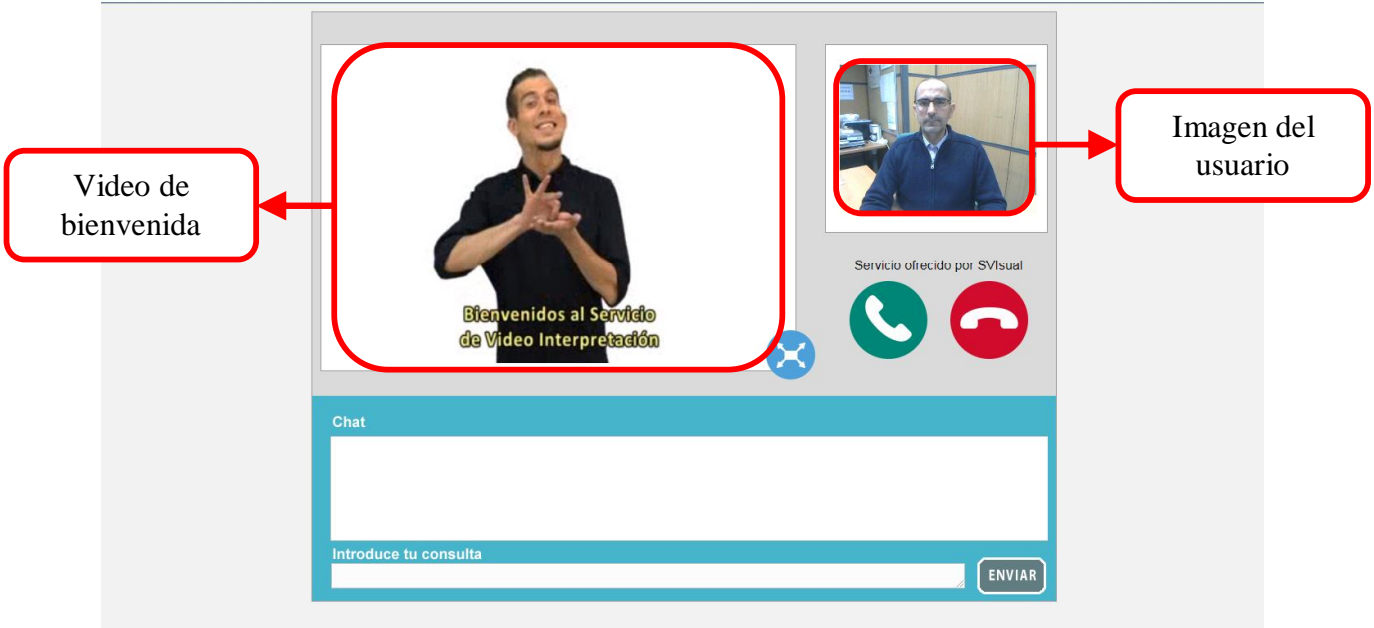 Video de
bienvenida
Imagen del
usuario
Bienvenidos al Servicio
de Video Interpretación
Servicio ofrecido por SVIsual
Chat
Introduce tu consulta
ENVIAR